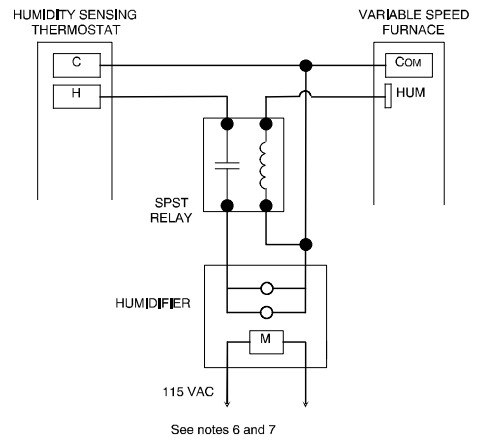 HUMIDITY SENSING
THERMOSTAT
VARIABLE SPEED
FURNACE
C
COM
H
HUM
SPST
RELAY
HUMIDIFIER
M
115 VAC
See notes 6 and 7